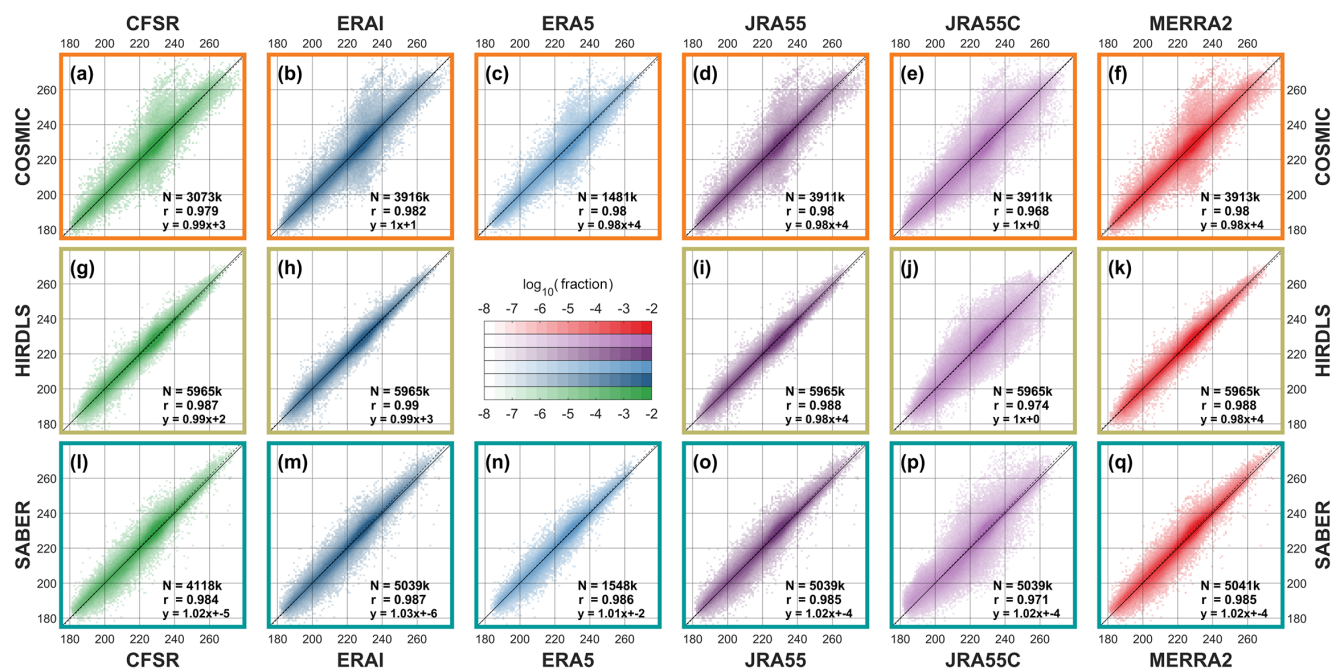 CFSR ERAI ERA5 JRA55 JRA55C MERRA2
180 200 220 240 260 180 200 220 240 260 180 200 220 240 260 180 200 220 240 260 180 200 220 240 260 180 200 220 240 260
COSMIC
260
240
220
200
180
(a)
N = 3073k
r = 0.979
y = 0.99x+3
(b)
N = 3916k
r = 0.982
y = 1x+1
(c)
N = 1481k
r = 0.98
y = 0.98x+4
(d)
N = 3911k
r = 0.98
y = 0.98x+4
(e)
N = 3911k
r = 0.968
y = 1x+0
(f)
N = 3913k
r = 0.98
y = 0.98x+4
260
240
220
200
180
COSMIC
HIRDLS
260
240
220
200
180
(g)
N = 5965k
r = 0.987
y = 0.99x+2
(h)
N = 5965k
r = 0.99
y = 0.99x+3
log10(fraction)
-8 -7 -6 -5 -4 -3 -2
-8 -7 -6 -5 -4 -3 -2
(i)
N = 5965k
r = 0.988
y = 0.98x+4
(j)
N = 5965k
r = 0.974
y = 1x+0
(k)
N = 5965k
r = 0.988
y = 0.98x+4
260
240
220
200
180
HIRDLS
SABER
260
240
220
200
180
(l)
N = 4118k
r = 0.984
y = 1.02x+-5
(m)
N = 5039k
r = 0.987
y = 1.03x+-6
(n)
N = 1548k
r = 0.986
y = 1.01x+-2
(o)
N = 5039k
r = 0.985
y = 1.02x+-4
(p)
N = 5039k
r = 0.971
y = 1.02x+-4
(q)
N = 5041k
r = 0.985
y = 1.02x+-4
260
240
220
200
180
SABER
180 200 220 240 260 180 200 220 240 260 180 200 220 240 260 180 200 220 240 260 180 200 220 240 260 180 200 220 240 260
CFSR ERAI ERA5 JRA55 JRA55C MERRA2